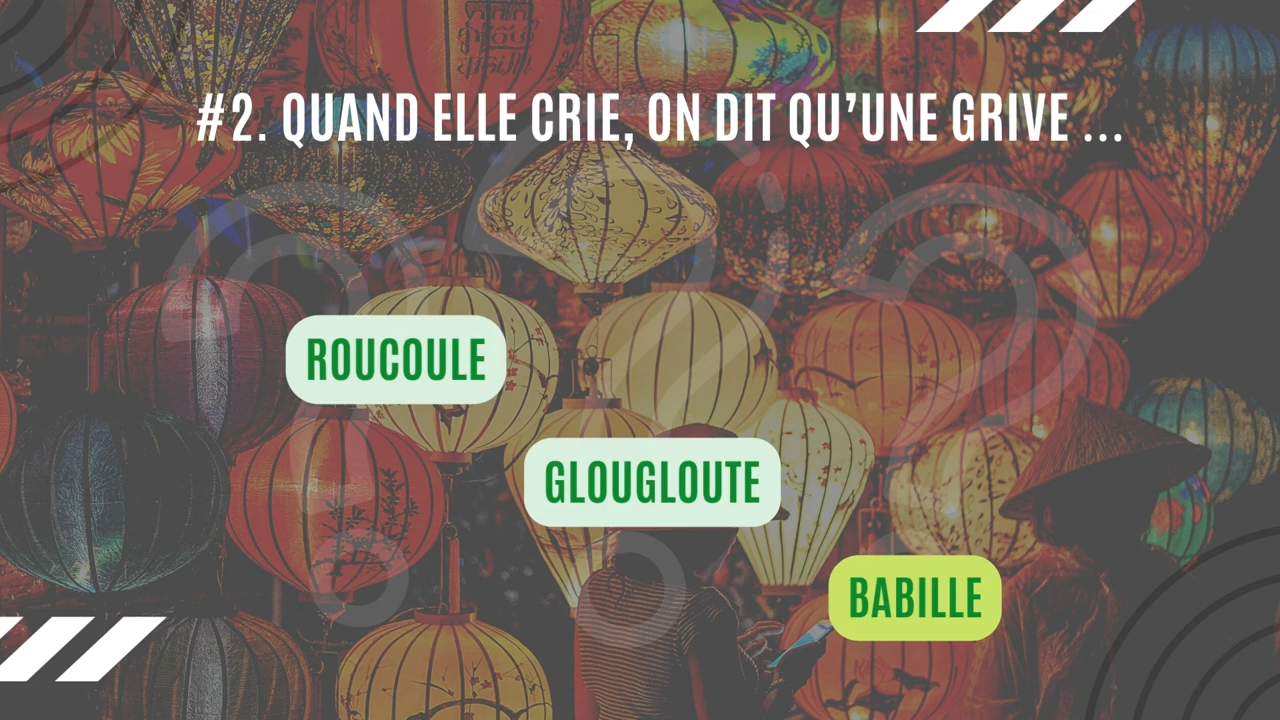 #2. QUAND ELLE CRIE, ON DIT QU’UNE GRIVE ...
ROUCOULE
GLOUGLOUTE
BABILLE